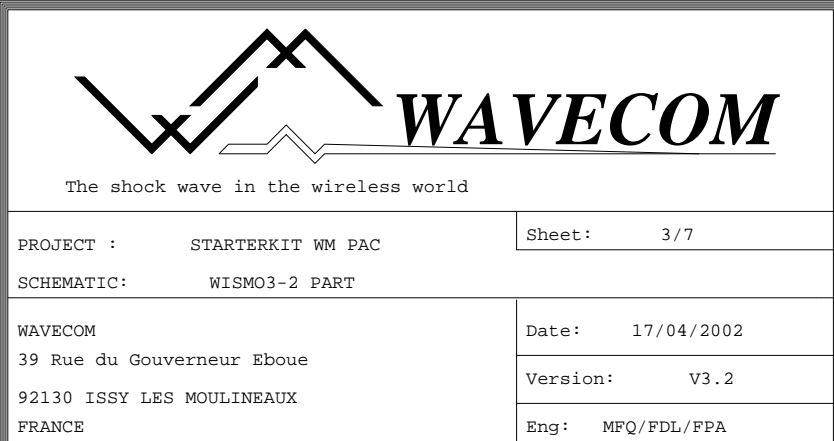 WAVECOM
The shock wave in the wireless world
PROJECT : STARTERKIT WM PAC
Sheet: 3/7
SCHEMATIC: WISMO3-2 PART
WAVECOM
39 Rue du Gouverneur Eboue
92130 ISSY LES MOULINEAUX
FRANCE
Date: 17/04/2002
Version: V3.2
Eng: MFQ/FDL/FPA